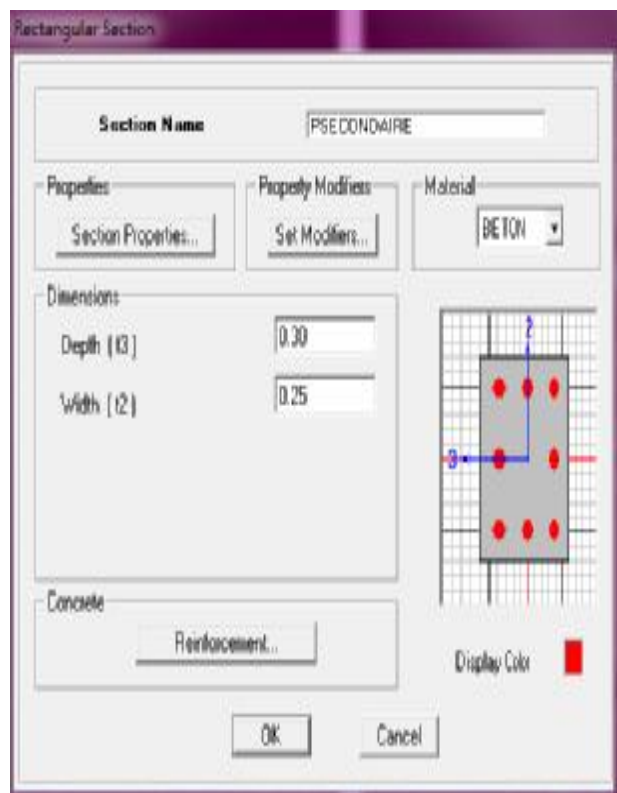 Rectangular Section
Section Name PSECONDAIRE
Properties Property Modifiers Material
Section Properties... Set Modifiers... BETON
Dimensions
Depth ( t3 ) 0.30
Width ( t2 ) 0.25
2
3
Concrete
Reinforcement...
Display Color
OK Cancel